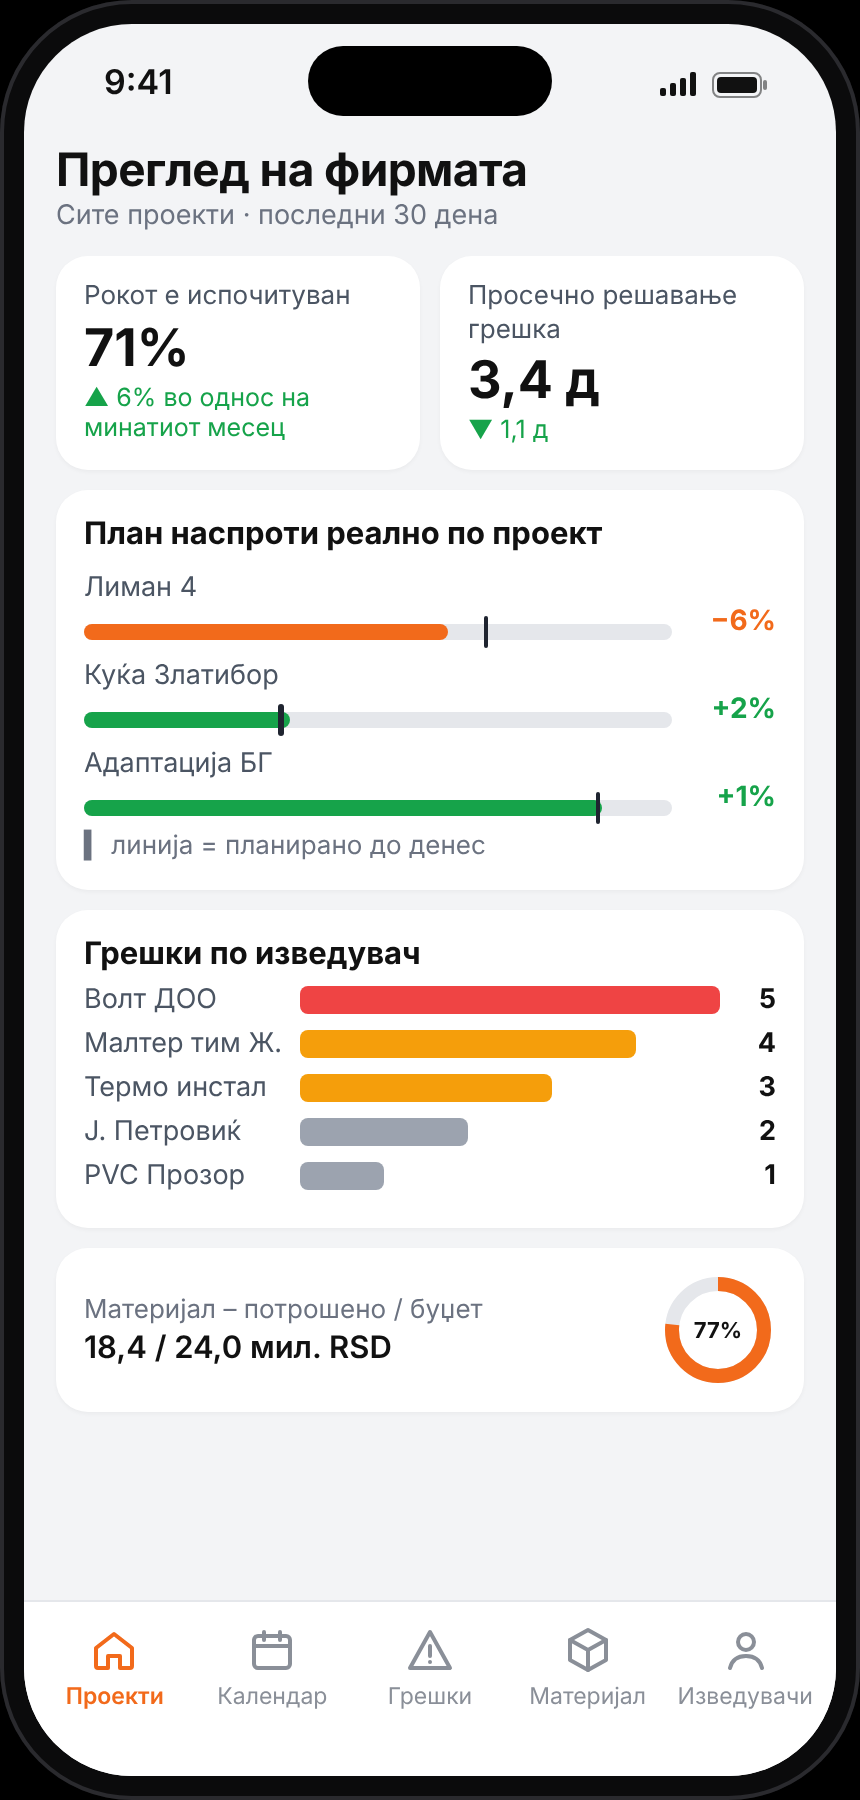 9:41
Преглед на фирмата
Сите проекти · последни 30 дена
Рокот е испочитуван
71%
▲ 6% во однос на
минатиот месец
Просечно решавање
грешка
3,4 д
▼ 1,1 д
План наспроти реално по проект
Лиман 4
−6%
Куќа Златибор
+2%
Адаптација БГ
+1%
▍ линија = планирано до денес
Грешки по изведувач
Волт ДОО 5
Малтер тим Ж. 4
Термо инстал 3
Ј. Петровиќ 2
PVC Прозор 1
Материјал – потрошено / буџет
18,4 / 24,0 мил. RSD
77%
Проекти Календар Грешки Материјал Изведувачи